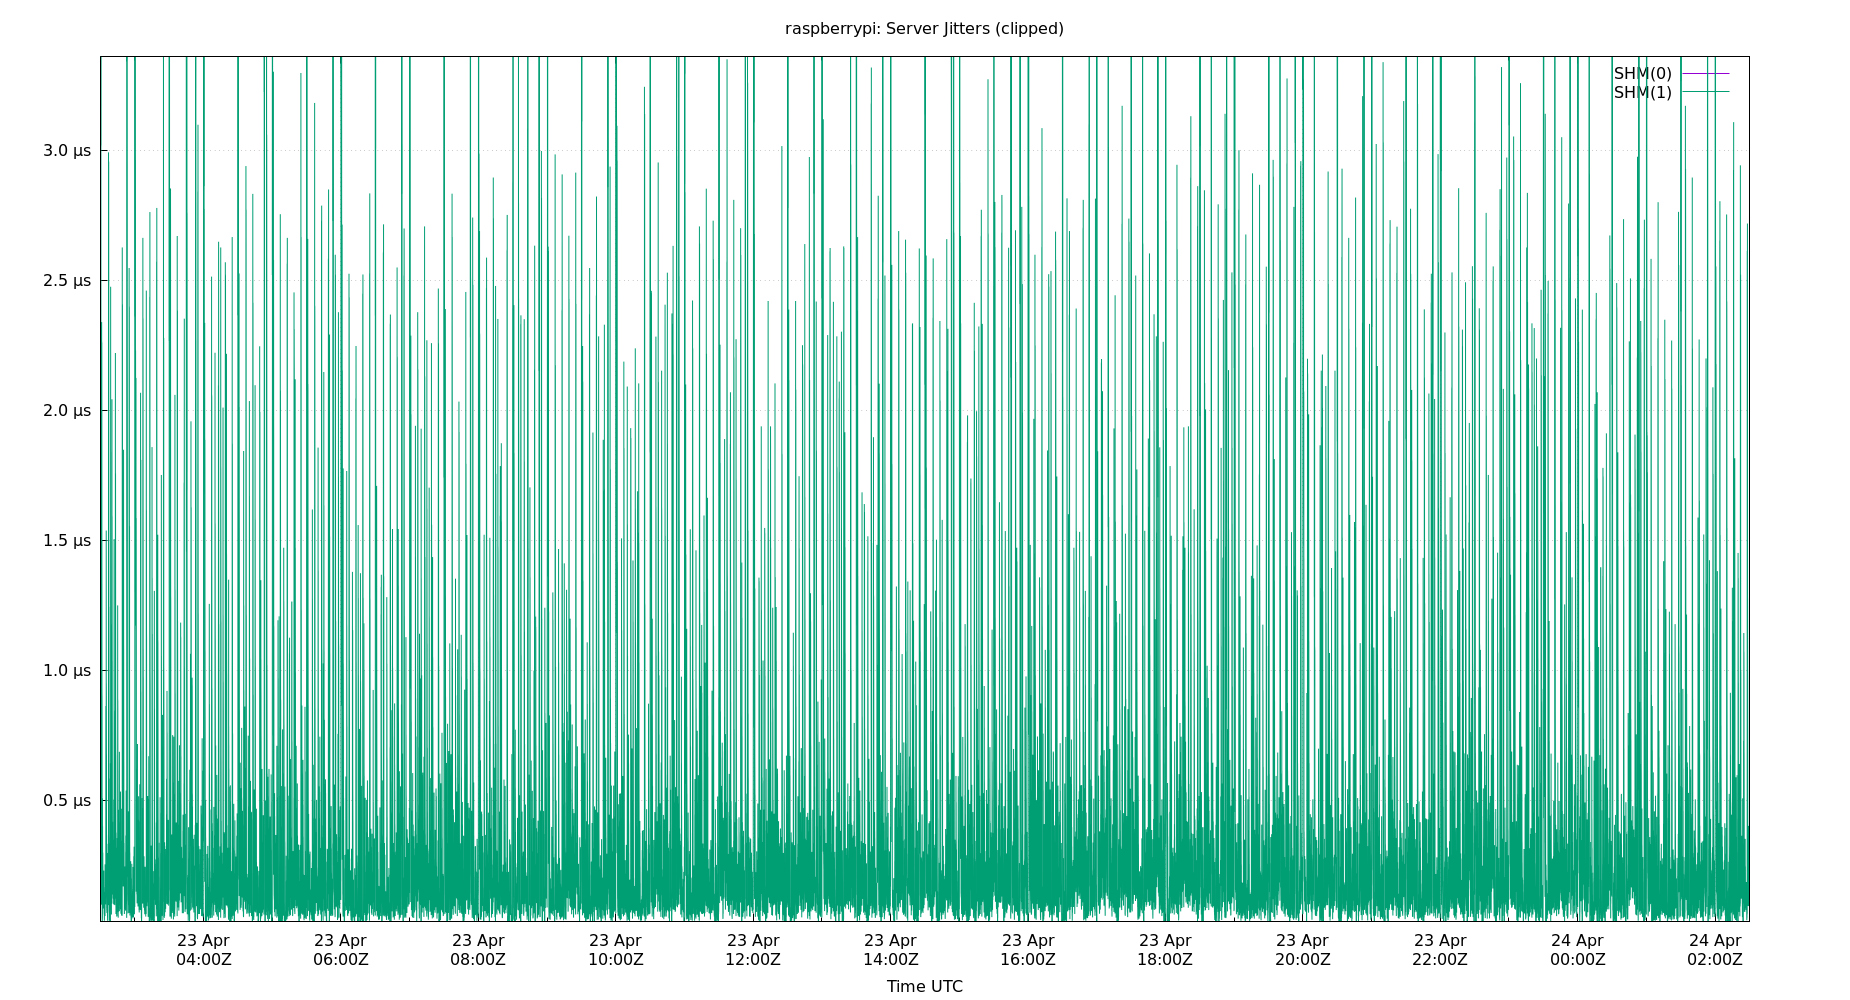 raspberrypi: Server Jitters (clipped)
SHM(0)
SHM(1)
3.0 µs
2.5 µs
2.0 µs
1.5 µs
1.0 µs
0.5 µs
23 Apr 23 Apr 23 Apr 23 Apr 23 Apr 23 Apr 23 Apr 23 Apr 23 Apr 23 Apr 24 Apr 24 Apr
04:00Z 06:00Z 08:00Z 10:00Z 12:00Z 14:00Z 16:00Z 18:00Z 20:00Z 22:00Z 00:00Z 02:00Z
Time UTC